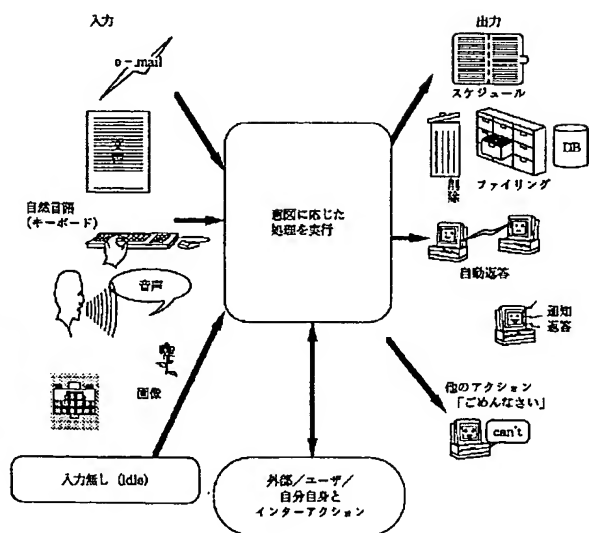 入力
e-mail
自然言語
(キーボード)
音声
画像
入力無し (idle)
意図に応じた
処理を実行
外部/ユーザ/
自分自身と
インターアクション
出力
スケジュール
削除
ファイリング
DB
自動返答
通知
返答
他のアクション
「ごめんなさい」
can't